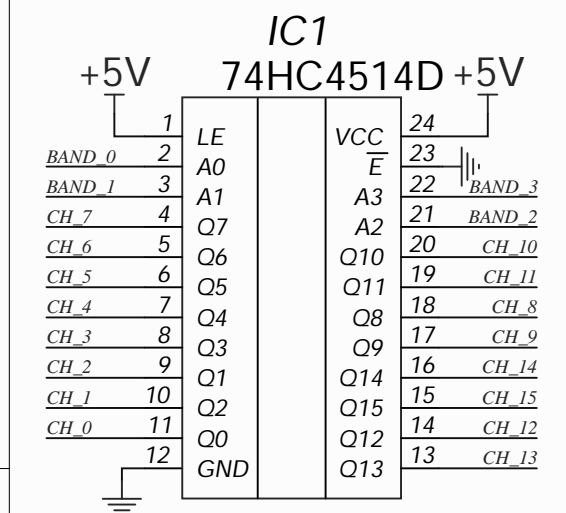 IC1
+5V 74HC4514D +5V
1 LE VCC 24
BAND_0 2 A0 E 23
BAND_1 3 A1 A3 22 BAND_3
CH_7 4 Q7 A2 21 BAND_2
CH_6 5 Q6 Q10 20 CH_10
CH_5 6 Q5 Q11 19 CH_11
CH_4 7 Q4 Q8 18 CH_8
CH_3 8 Q3 Q9 17 CH_9
CH_2 9 Q1 Q14 16 CH_14
CH_1 10 Q2 Q15 15 CH_15
CH_0 11 Q0 Q12 14 CH_12
12 GND Q13 13 CH_13